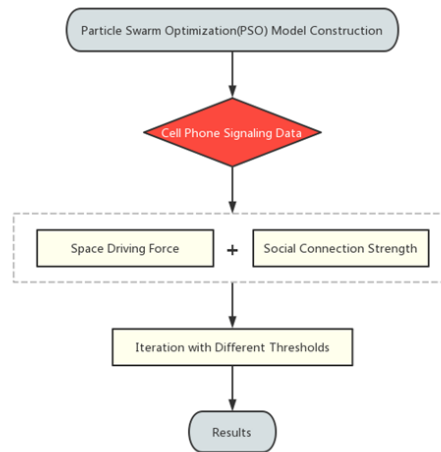 Particle Swarm Optimization(PSO) Model Construction
Cell Phone Signaling Data
Space Driving Force + Social Connection Strength
Iteration with Different Thresholds
Results